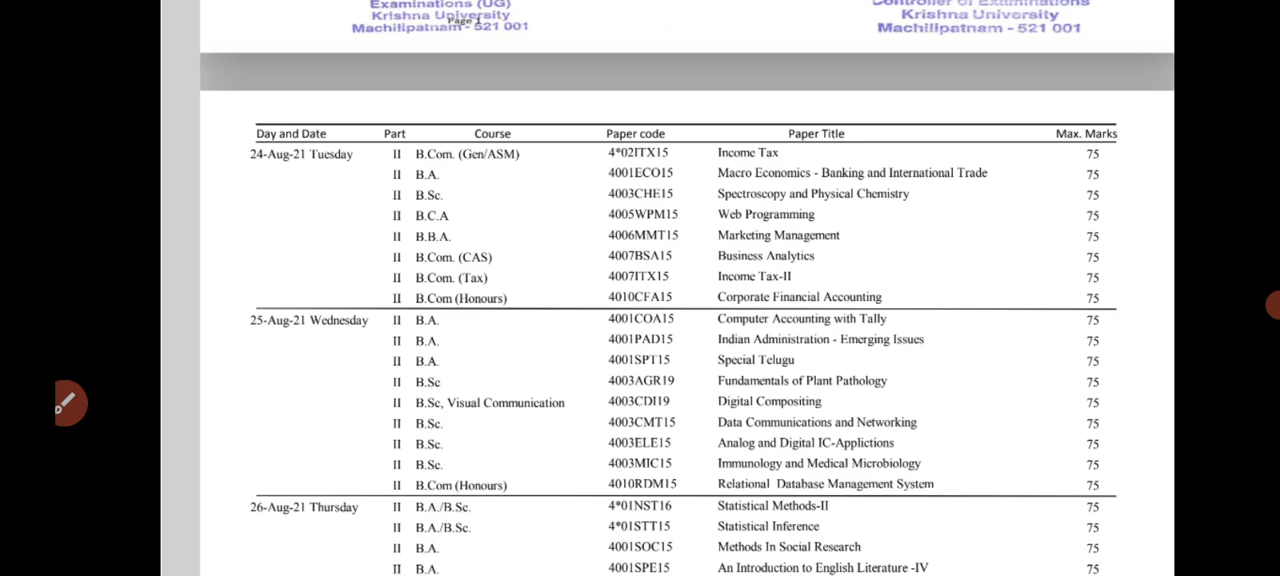 Examinations (UG)
Krishna University
Page 1
Machilipatnam - 521 001
Controller of Examinations
Krishna University
Machilipatnam - 521 001
Day and Date Part Course Paper code Paper Title Max. Marks
24-Aug-21 Tuesday II B.Com. (Gen/ASM) 4*02ITX15 Income Tax 75
II B.A. 4001ECO15 Macro Economics - Banking and International Trade 75
II B.Sc. 4003CHE15 Spectroscopy and Physical Chemistry 75
II B.C.A 4005WPM15 Web Programming 75
II B.B.A. 4006MMT15 Marketing Management 75
II B.Com. (CAS) 4007BSA15 Business Analytics 75
II B.Com. (Tax) 4007ITX15 Income Tax-II 75
II B.Com (Honours) 4010CFA15 Corporate Financial Accounting 75
25-Aug-21 Wednesday II B.A. 4001COA15 Computer Accounting with Tally 75
II B.A. 4001PAD15 Indian Administration - Emerging Issues 75
II B.A. 4001SPT15 Special Telugu 75
II B.Sc 4003AGR19 Fundamentals of Plant Pathology 75
II B.Sc, Visual Communication 4003CDI19 Digital Compositing 75
II B.Sc. 4003CMT15 Data Communications and Networking 75
II B.Sc. 4003ELE15 Analog and Digital IC-Applictions 75
II B.Sc. 4003MIC15 Immunology and Medical Microbiology 75
II B.Com (Honours) 4010RDM15 Relational Database Management System 75
26-Aug-21 Thursday II B.A./B.Sc. 4*01NST16 Statistical Methods-II 75
II B.A./B.Sc. 4*01STT15 Statistical Inference 75
II B.A. 4001SOC15 Methods In Social Research 75
II B.A. 4001SPE15 An Introduction to English Literature -IV 75